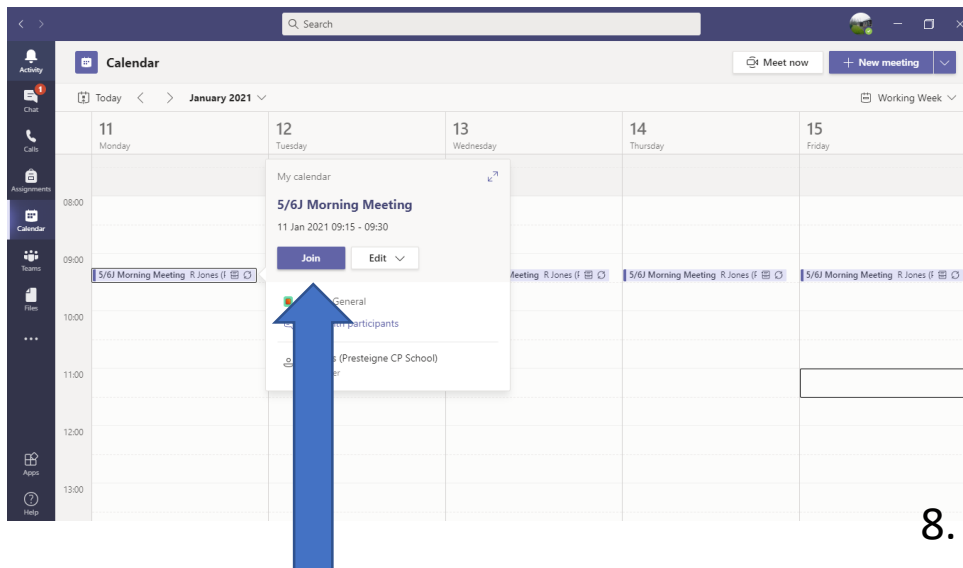 Search
Activity
Calendar
Meet now
+ New meeting
1
Chat
Today
January 2021
Working Week
11
Monday
12
Tuesday
13
Wednesday
14
Thursday
15
Friday
Calls
Assignments
Calendar
Teams
Files
Apps
Help
08:00
09:00
10:00
11:00
12:00
13:00
5/6J Morning Meeting R Jones (F
My calendar
5/6J Morning Meeting
11 Jan 2021 09:15 - 09:30
Join
Edit
General
participants
(Presteigne CP School)
Meeting R Jones (F
5/6J Morning Meeting R Jones (F
5/6J Morning Meeting R Jones (F
8.